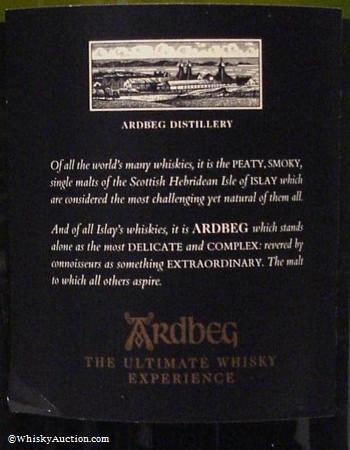 ARDBEG DISTILLERY
Of all the world's many whiskies, it is the PEATY, SMOKY,
single malts of the Scottish Hebridean Isle of ISLAY which
are considered the most challenging yet natural of them all.
And of all Islay's whiskies, it is ARDBEG which stands
alone as the most DELICATE and COMPLEX: revered by
connoisseurs as something EXTRAORDINARY. The malt
to which all others aspire.
ARdbeg
THE ULTIMATE WHISKY
EXPERIENCE
©WhiskyAuction.com